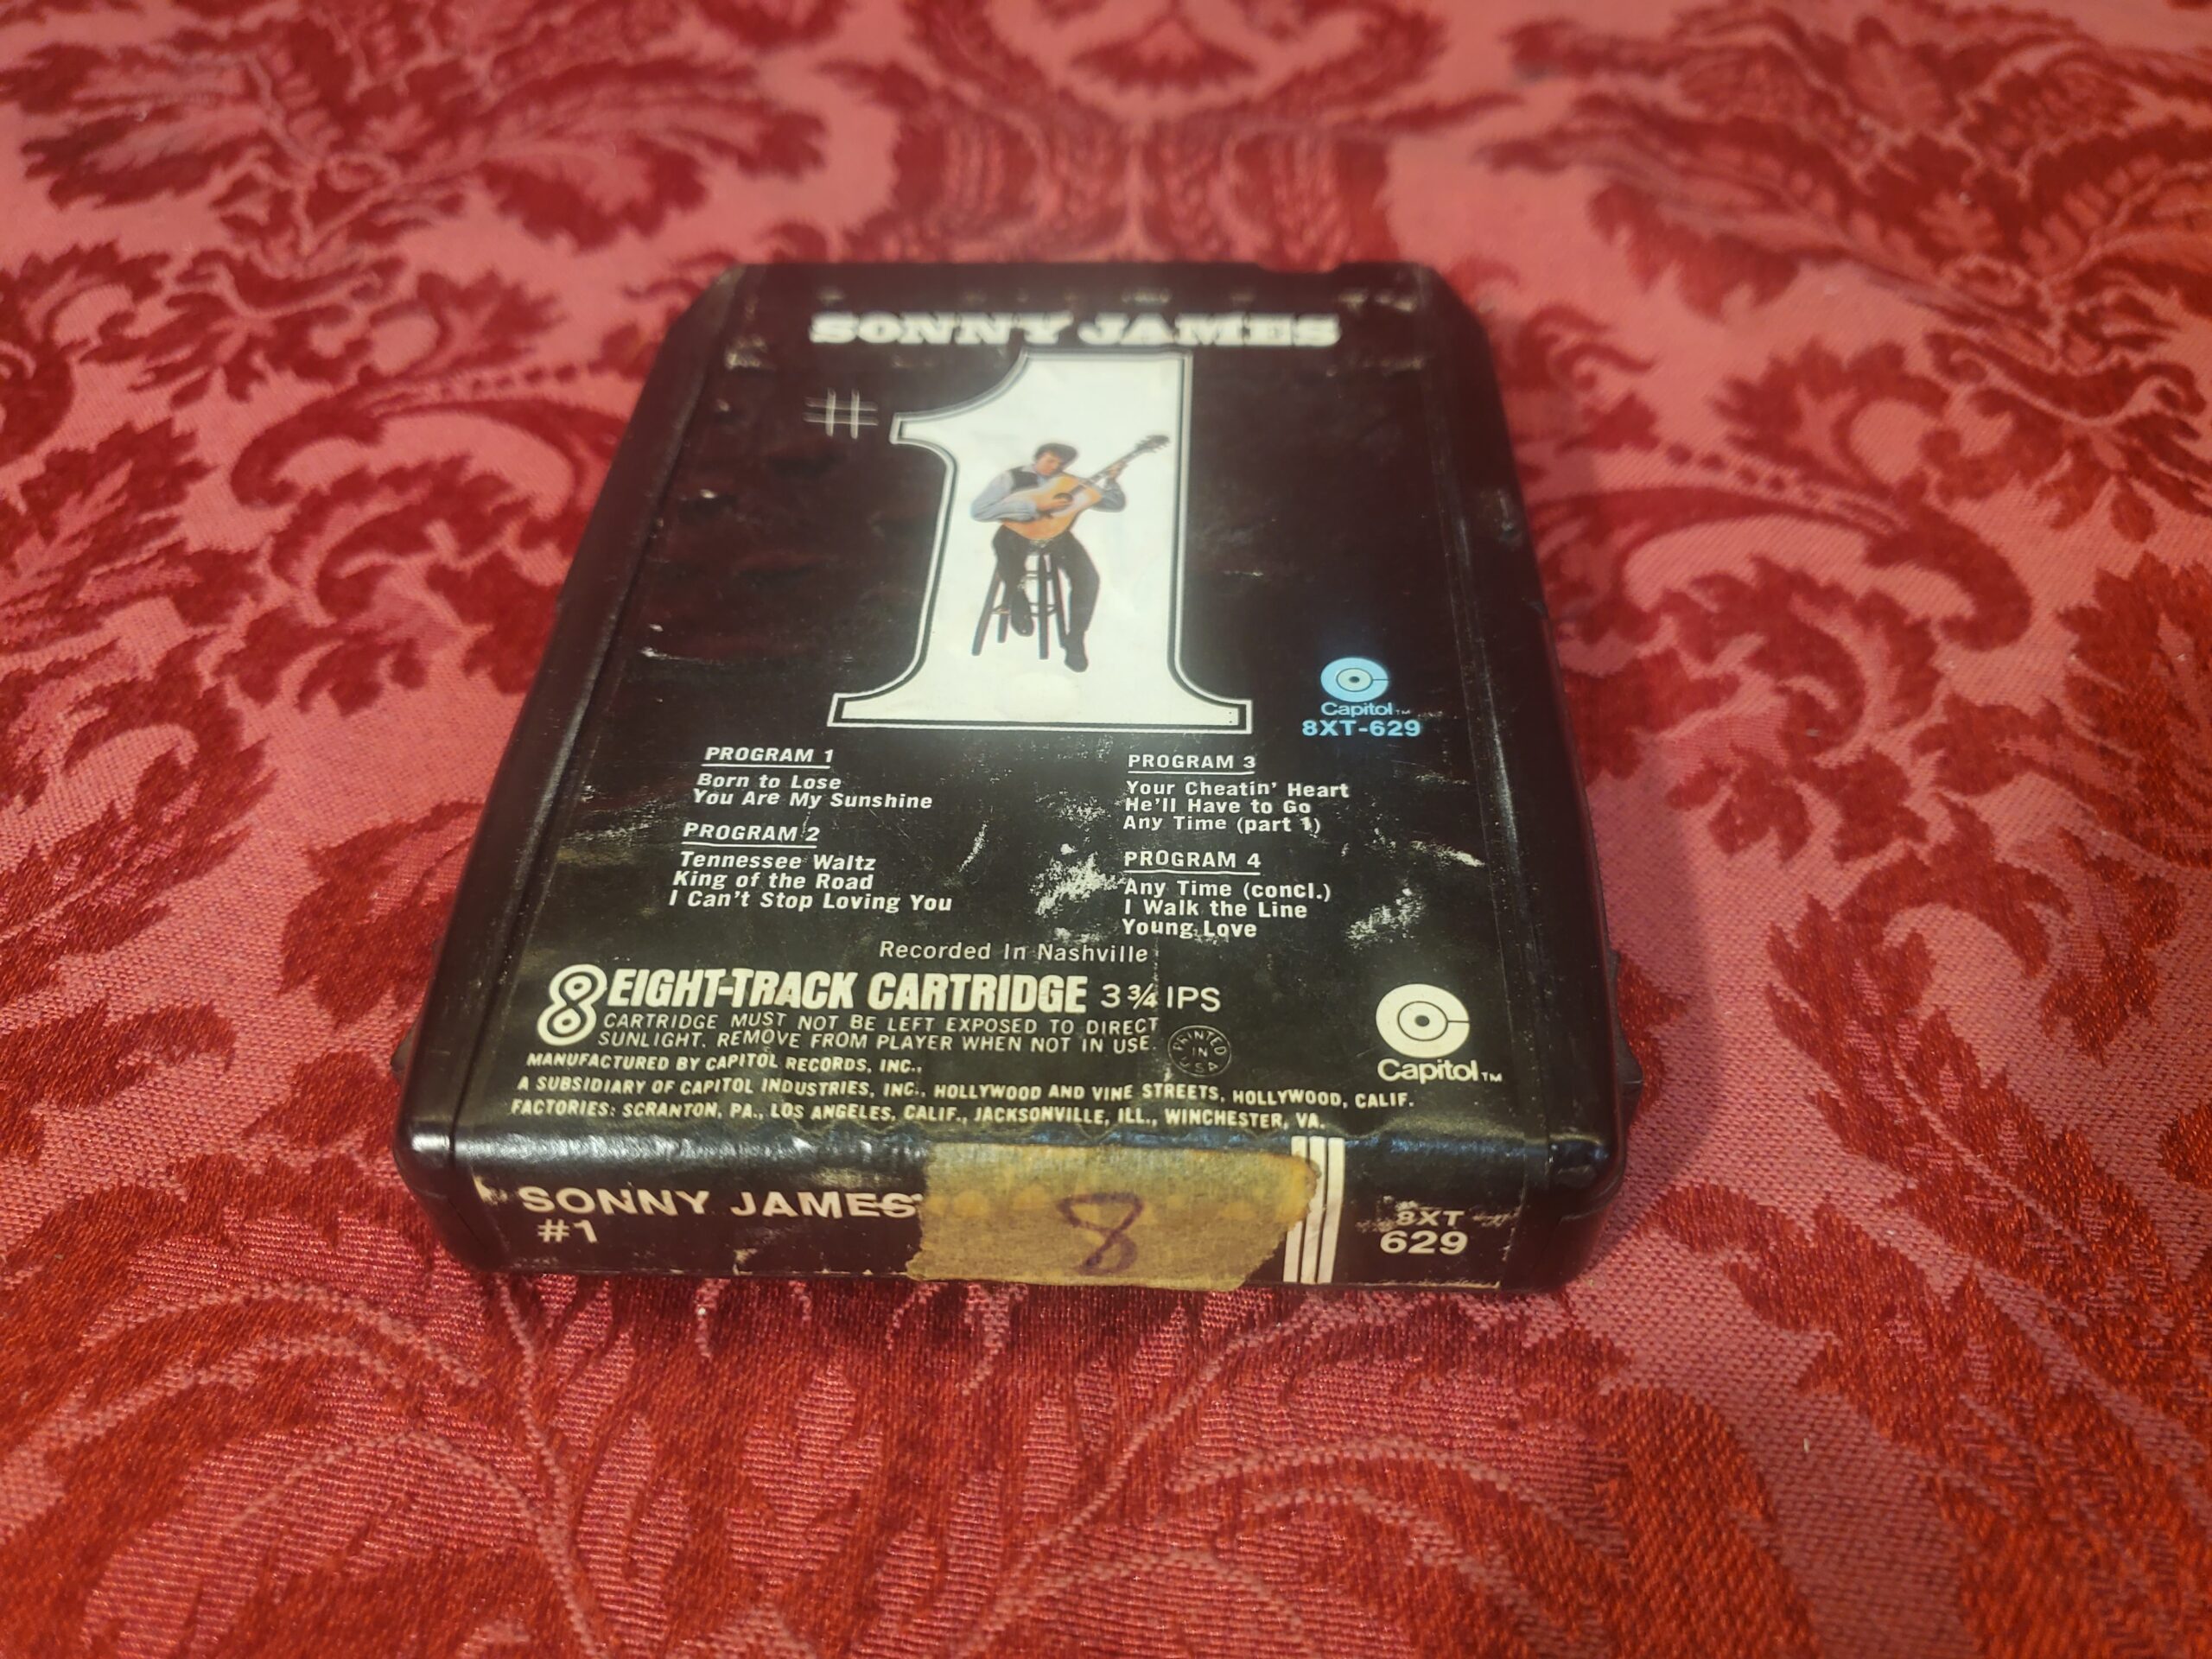 SONNY JAMES
#1
Capitol™
8XT-629
PROGRAM 1
Born to Lose
You Are My Sunshine
PROGRAM 2
Tennessee Waltz
King of the Road
I Can't Stop Loving You
PROGRAM 3
Your Cheatin' Heart
He'll Have to Go
Any Time (part 1)
PROGRAM 4
Any Time (concl.)
I Walk the Line
Young Love
Recorded In Nashville
8 EIGHT-TRACK CARTRIDGE 3¾ IPS
CARTRIDGE MUST NOT BE LEFT EXPOSED TO DIRECT
SUNLIGHT. REMOVE FROM PLAYER WHEN NOT IN USE.
PRINTED IN USA
Capitol™
MANUFACTURED BY CAPITOL RECORDS, INC.,
A SUBSIDIARY OF CAPITOL INDUSTRIES, INC., HOLLYWOOD AND VINE STREETS, HOLLYWOOD, CALIF.
FACTORIES: SCRANTON, PA., LOS ANGELES, CALIF., JACKSONVILLE, ILL., WINCHESTER, VA.
SONNY JAMES
#1
8
8XT
629